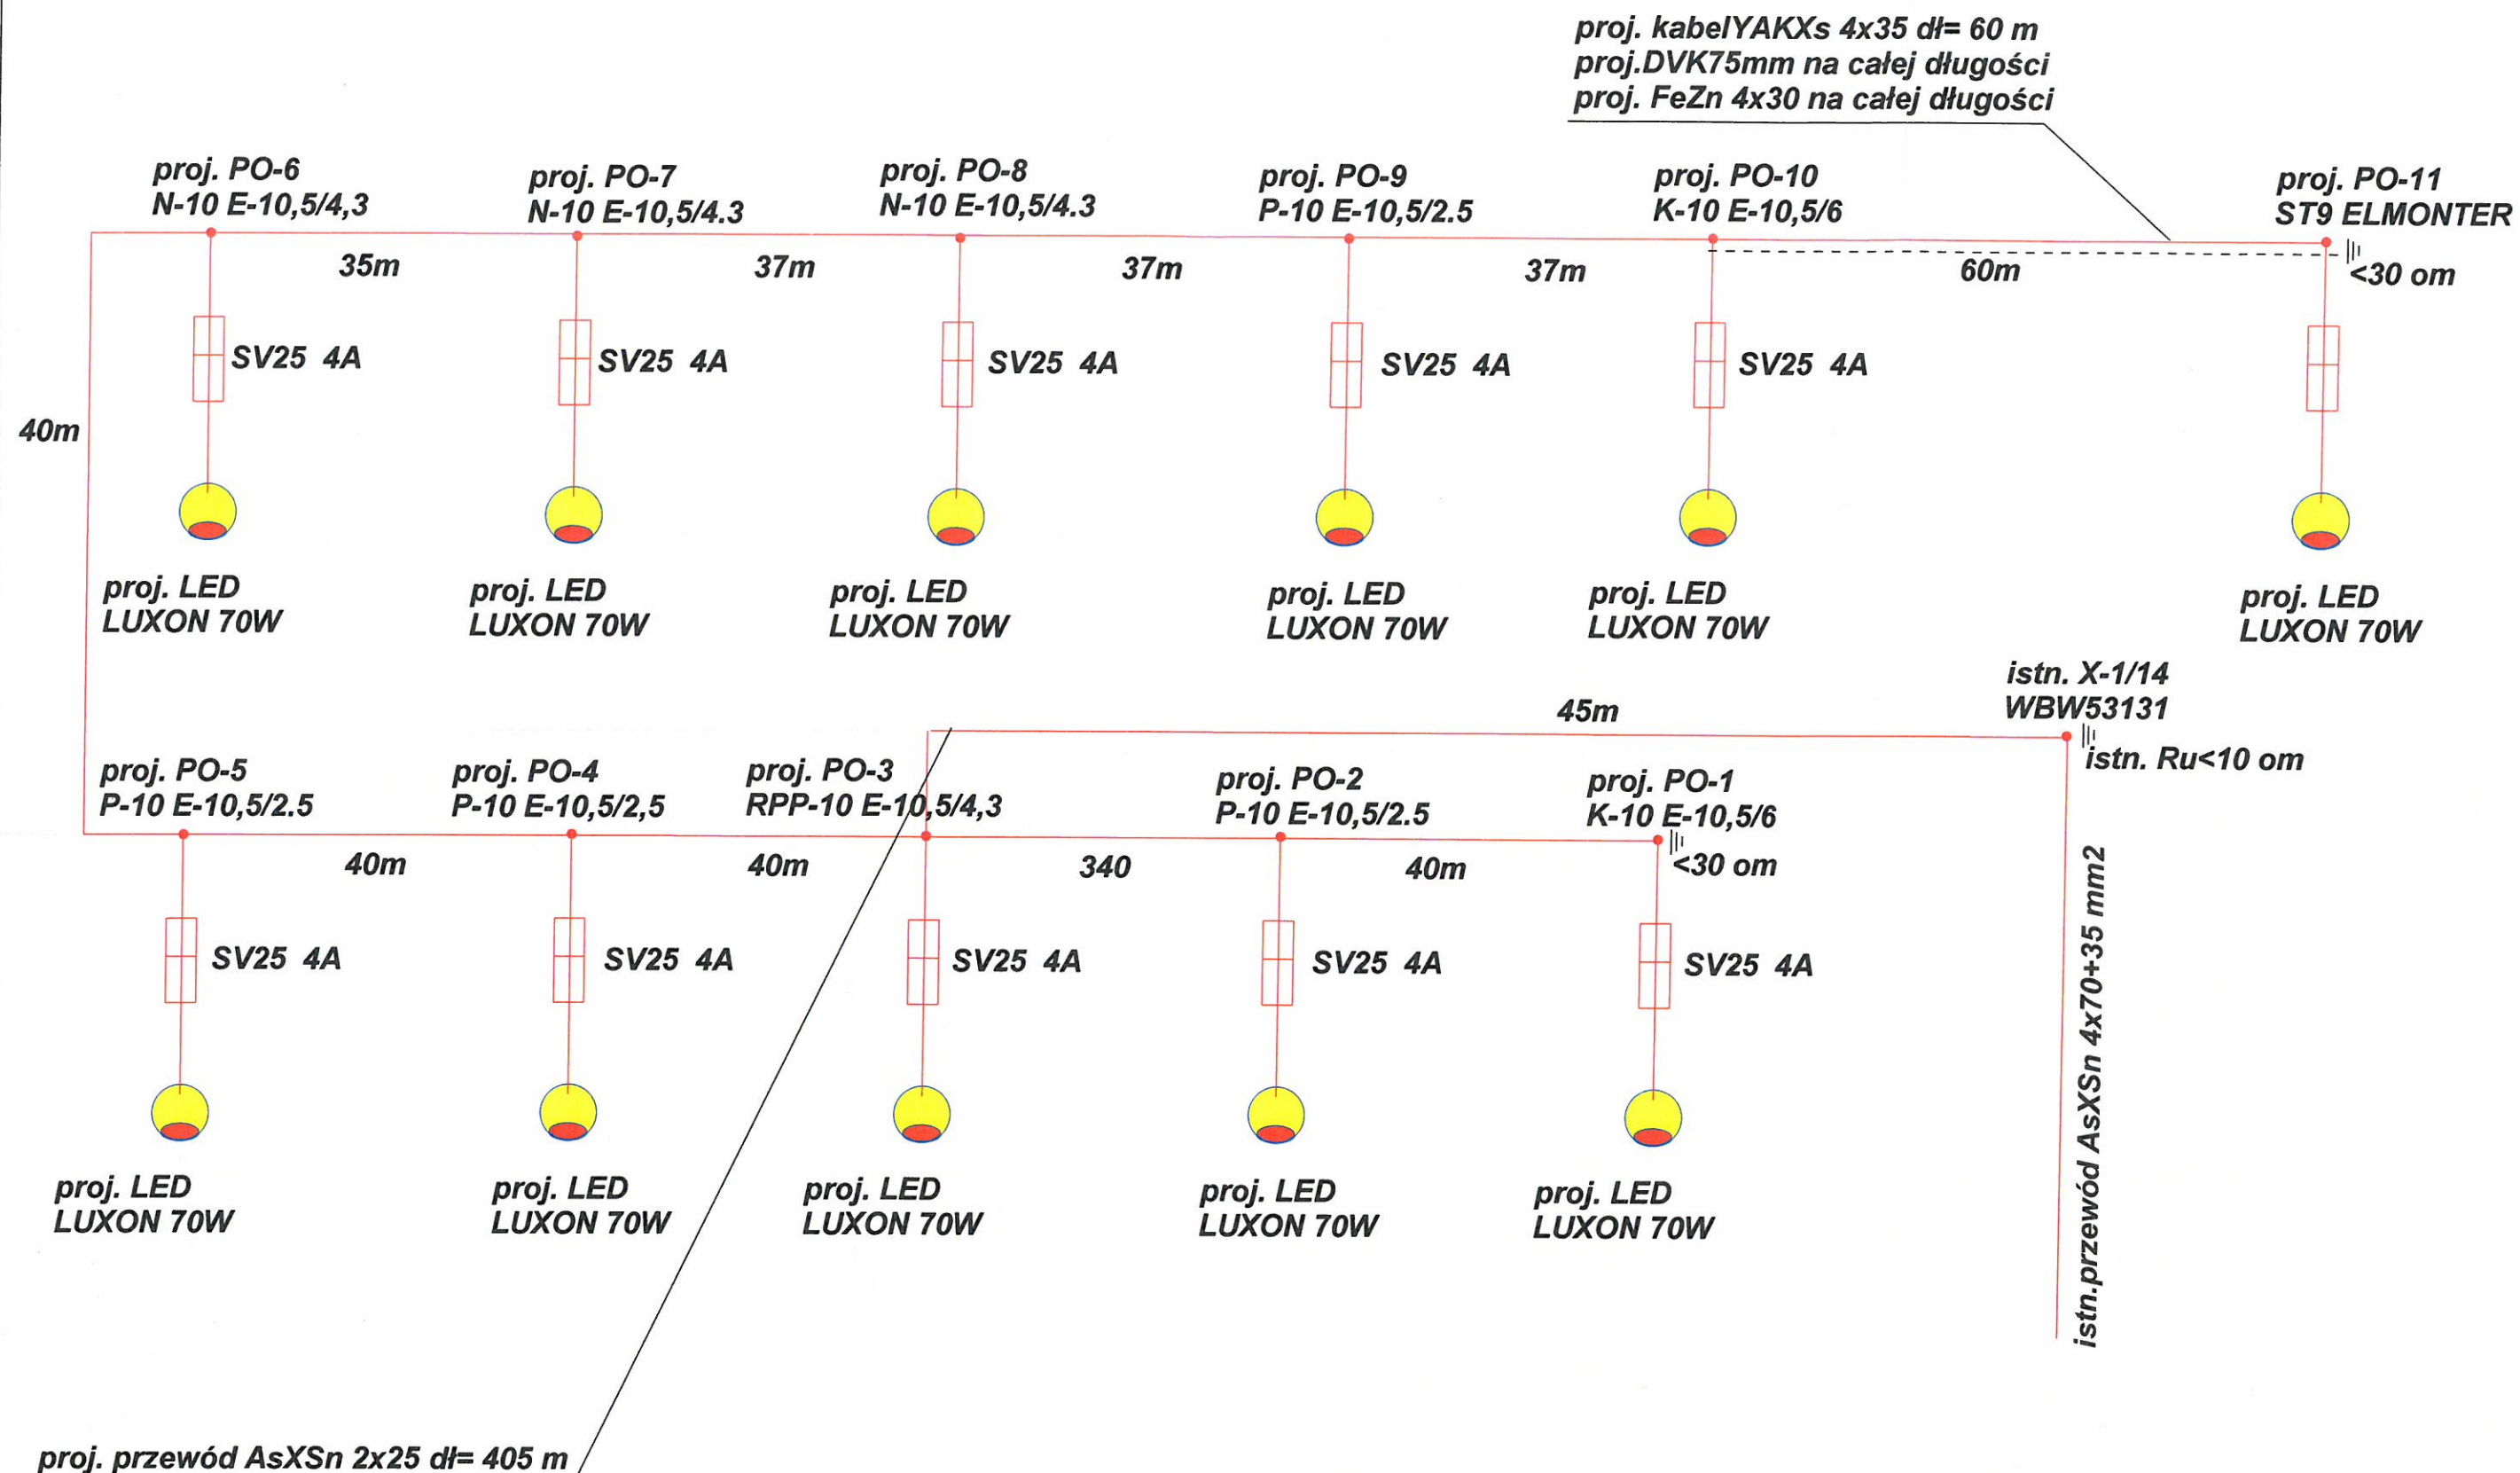 proj. kabelYAKXs 4x35 dł= 60 m
proj.DVK75mm na całej długości
proj. FeZn 4x30 na całej długości
proj. PO-6
N-10 E-10,5/4,3
proj. PO-7
N-10 E-10,5/4.3
proj. PO-8
N-10 E-10,5/4.3
proj. PO-9
P-10 E-10,5/2.5
proj. PO-10
K-10 E-10,5/6
proj. PO-11
ST9 ELMONTER
35m
37m
37m
37m
60m
<30 om
SV25 4A
SV25 4A
SV25 4A
SV25 4A
SV25 4A
40m
proj. LED
LUXON 70W
proj. LED
LUXON 70W
proj. LED
LUXON 70W
proj. LED
LUXON 70W
proj. LED
LUXON 70W
proj. LED
LUXON 70W
istn. X-1/14
WBW53131
45m
istn. Ru<10 om
proj. PO-5
P-10 E-10,5/2.5
proj. PO-4
P-10 E-10,5/2,5
proj. PO-3
RPP-10 E-10,5/4,3
proj. PO-2
P-10 E-10,5/2.5
proj. PO-1
K-10 E-10,5/6
40m
40m
340
40m
<30 om
SV25 4A
SV25 4A
SV25 4A
SV25 4A
SV25 4A
istn.przewód AsXSn 4x70+35 mm2
proj. LED
LUXON 70W
proj. LED
LUXON 70W
proj. LED
LUXON 70W
proj. LED
LUXON 70W
proj. LED
LUXON 70W
proj. przewód AsXSn 2x25 dł= 405 m